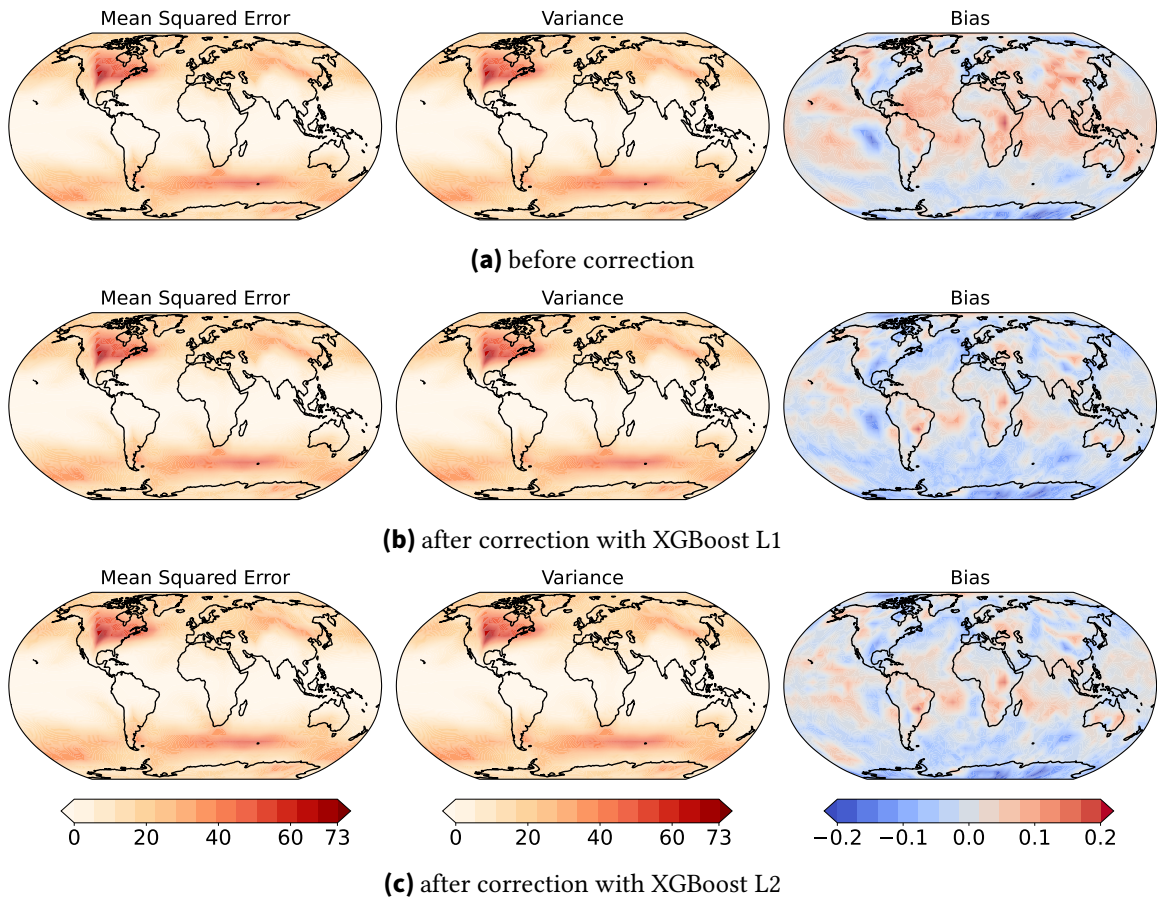 Mean Squared Error Variance Bias
(a) before correction
Mean Squared Error Variance Bias
(b) after correction with XGBoost L1
Mean Squared Error Variance Bias
0 20 40 60 73 0 20 40 60 73 −0.2 −0.1 0.0 0.1 0.2
(c) after correction with XGBoost L2